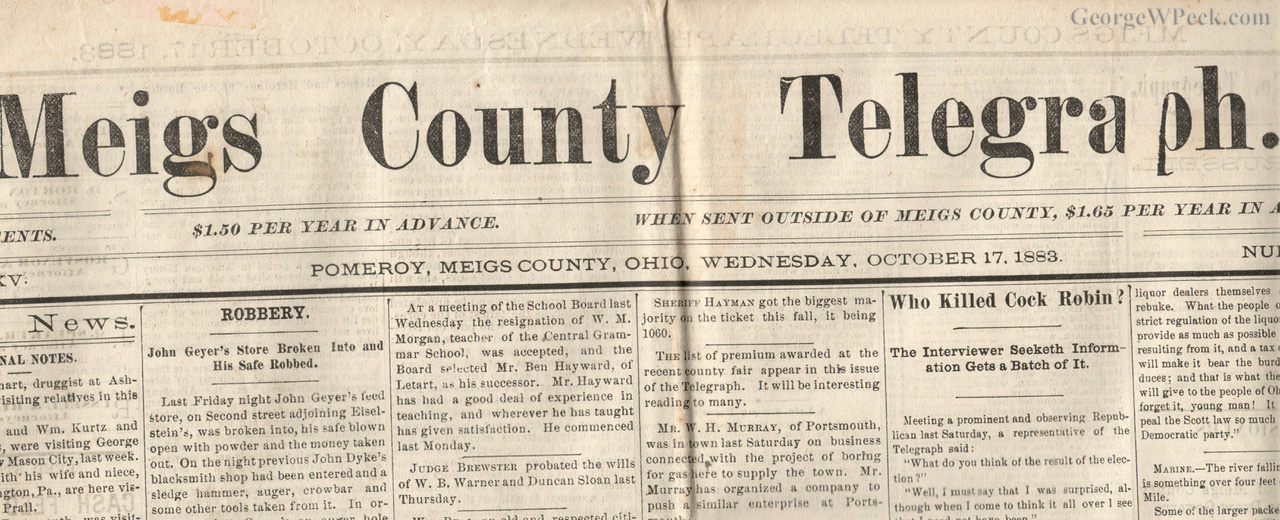 GeorgeWPeck.com
Meigs County Telegraph.
ENTS.
$1.50 PER YEAR IN ADVANCE.
WHEN SENT OUTSIDE OF MEIGS COUNTY, $1.65 PER YEAR IN A
XV:
POMEROY, MEIGS COUNTY, OHIO, WEDNESDAY, OCTOBER 17, 1883.
NU
News.
NAL NOTES.
hart, druggist at Ash-
isiting relatives in this
and Wm. Kurtz and
, were visiting George
Mason City, last week.
ith his wife and niece,
ngton, Pa., are here vis-
Prall.
ROBBERY.
John Geyer's Store Broken Into and
His Safe Robbed.
Last Friday night John Geyer's feed
store, on Second street adjoining Eisel-
stein's, was broken into, his safe blown
open with powder and the money taken
out. On the night previous John Dyke's
blacksmith shop had been entered and a
sledge hammer, auger, crowbar and
some other tools taken from it. In or-
At a meeting of the School Board last
Wednesday the resignation of W. M.
Morgan, teacher of the Central Gram-
mar School, was accepted, and the
Board selected Mr. Ben Hayward, of
Letart, as his successor. Mr. Hayward
has had a good deal of experience in
teaching, and wherever he has taught
has given satisfaction. He commenced
last Monday.
JUDGE BREWSTER probated the wills
of W. B. Warner and Duncan Sloan last
Thursday.
SHERIFF HAYMAN got the biggest ma-
jority on the ticket this fall, it being
1060.
THE list of premium awarded at the
recent county fair appear in this issue
of the Telegraph. It will be interesting
reading to many.
MR. W. H. MURRAY, of Portsmouth,
was in town last Saturday on business
connected with the project of boring
for gas here to supply the town. Mr.
Murray has organized a company to
push a similar enterprise at Ports-
Who Killed Cock Robin?
The Interviewer Seeketh Inform-
ation Gets a Batch of It.
Meeting a prominent and observing Repub-
lican last Saturday, a representative of the
Telegraph said:
"What do you think of the result of the elec-
tion?"
"Well, I must say that I was surprised, al-
though when I come to think it all over I see
liquor dealers themselves
rebuke. What the people
strict regulation of the liquo
provide as much as possible
resulting from it, and a tax
will make it bear the burd
duces; and that is what the
will give to the people of Oh
forget it, young man! It
peal the Scott law so much
Democratic party."
MARINE.—The river fallin
is something over four feet
Mile.
Some of the larger packe